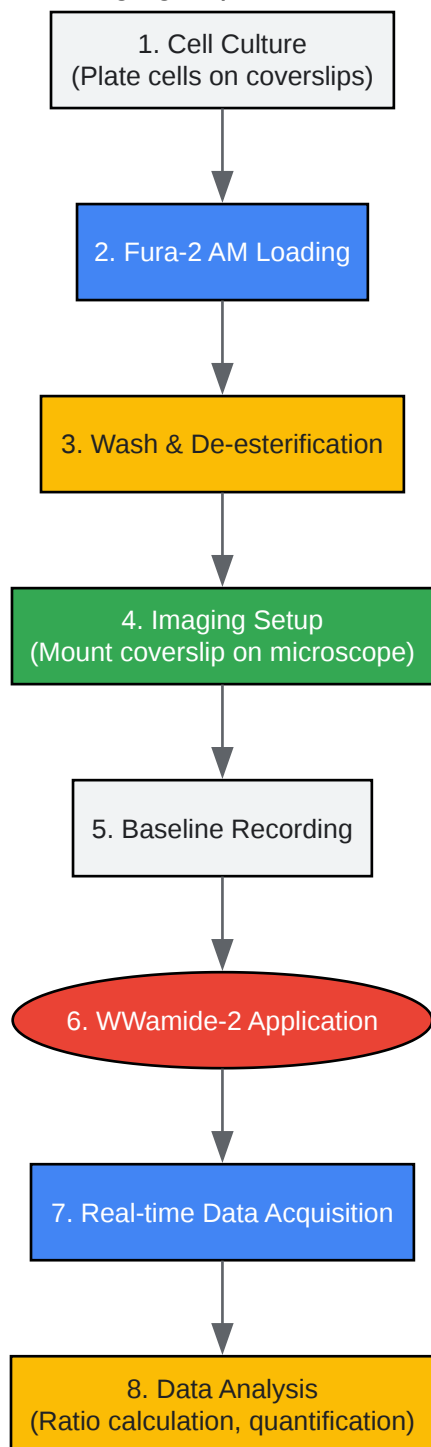 1. Cell Culture
(Plate cells on coverslips)
2. Fura-2 AM Loading
3. Wash & De-esterification
4. Imaging Setup
(Mount coverslip on microscope)
5. Baseline Recording
6. WWamide-2 Application
7. Real-time Data Acquisition
8. Data Analysis
(Ratio calculation, quantification)